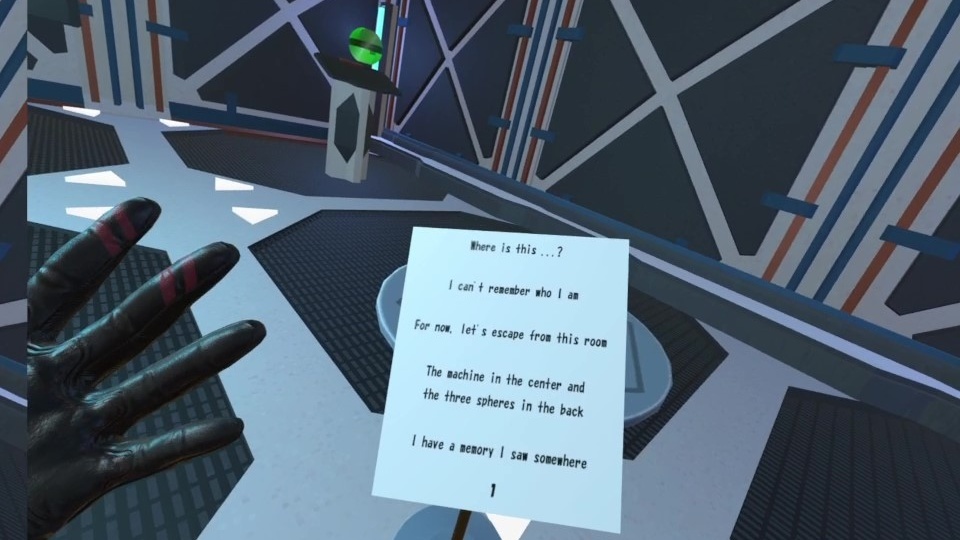 Where is this ...?
I can't remember who I am
For now, let's escape from this room
The machine in the center and
the three spheres in the back
I have a memory I saw somewhere
1